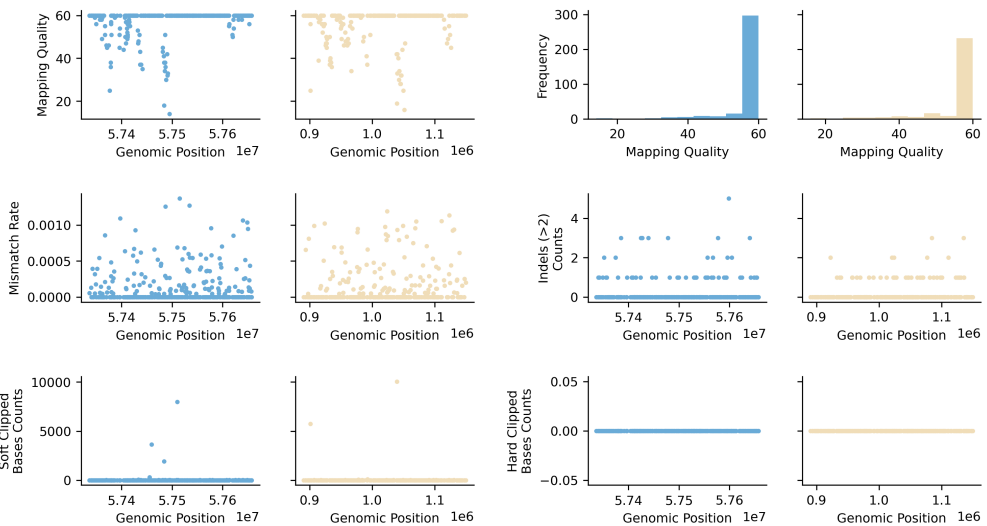 Mapping Quality
60
40
20
5.74 5.75 5.76
1e7
Genomic Position
0.9 1.0 1.1
1e6
Genomic Position
Frequency
300
200
100
0
20 40 60
Mapping Quality
20 40 60
Mapping Quality
Mismatch Rate
0.0010
0.0005
0.0000
5.74 5.75 5.76
1e7
Genomic Position
0.9 1.0 1.1
1e6
Genomic Position
Indels (>2)
Counts
4
2
0
5.74 5.75 5.76
1e7
Genomic Position
0.9 1.0 1.1
1e6
Genomic Position
Soft Clipped
Bases Counts
10000
5000
0
5.74 5.75 5.76
1e7
Genomic Position
0.9 1.0 1.1
1e6
Genomic Position
Hard Clipped
Bases Counts
0.05
0.00
−0.05
5.74 5.75 5.76
1e7
Genomic Position
0.9 1.0 1.1
1e6
Genomic Position